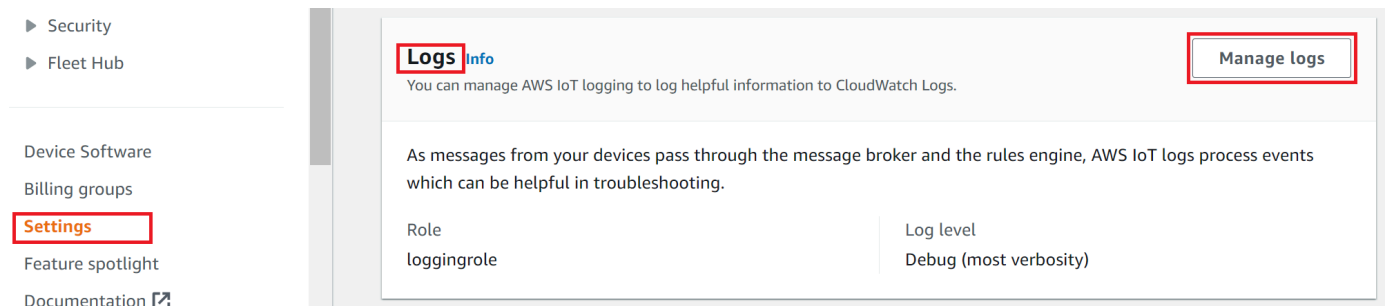 Security
Fleet Hub
Device Software
Billing groups
Settings
Feature spotlight
Documentation
Logs Info
Manage logs
You can manage AWS IoT logging to log helpful information to CloudWatch Logs.
As messages from your devices pass through the message broker and the rules engine, AWS IoT logs process events
which can be helpful in troubleshooting.
Role
loggingrole
Log level
Debug (most verbosity)